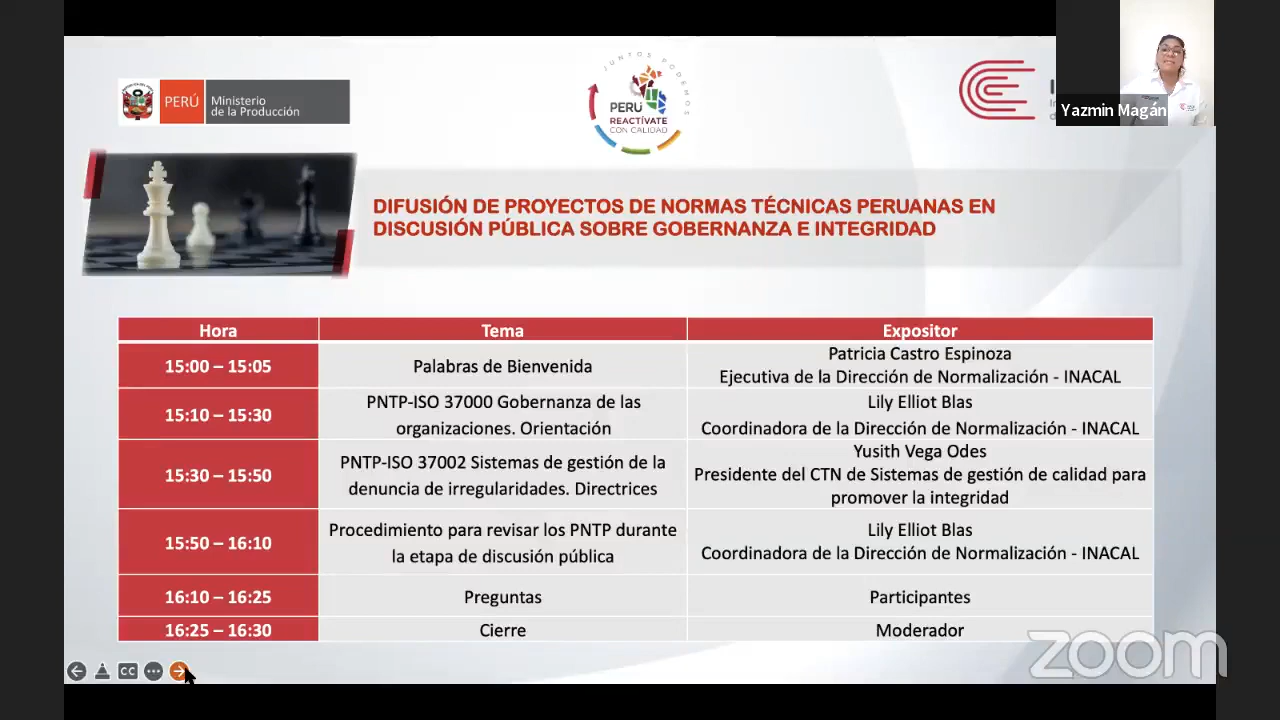 PERÚ
Ministerio
de la Producción
JUNTOS PODEMOS
PERÚ
REACTÍVATE
CON CALIDAD
Yazmin Magán
DIFUSIÓN DE PROYECTOS DE NORMAS TÉCNICAS PERUANAS EN
DISCUSIÓN PÚBLICA SOBRE GOBERNANZA E INTEGRIDAD
Hora
Tema
Expositor
15:00 – 15:05
Palabras de Bienvenida
Patricia Castro Espinoza
Ejecutiva de la Dirección de Normalización - INACAL
15:10 – 15:30
PNTP-ISO 37000 Gobernanza de las
organizaciones. Orientación
Lily Elliot Blas
Coordinadora de la Dirección de Normalización - INACAL
15:30 – 15:50
PNTP-ISO 37002 Sistemas de gestión de la
denuncia de irregularidades. Directrices
Yusith Vega Odes
Presidente del CTN de Sistemas de gestión de calidad para
promover la integridad
15:50 – 16:10
Procedimiento para revisar los PNTP durante
la etapa de discusión pública
Lily Elliot Blas
Coordinadora de la Dirección de Normalización - INACAL
16:10 – 16:25
Preguntas
Participantes
16:25 – 16:30
Cierre
Moderador
CC
zoom